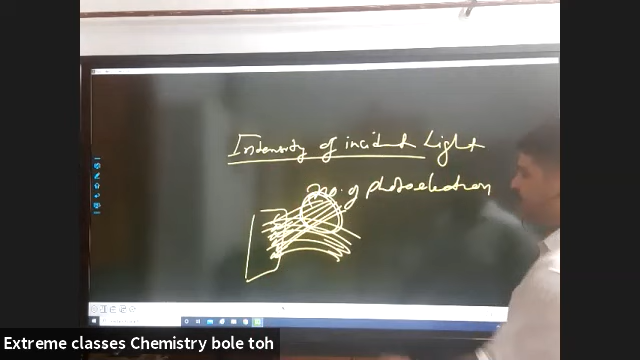 Intensity of incident Light
no. of photoelectron
Extreme classes Chemistry bole toh